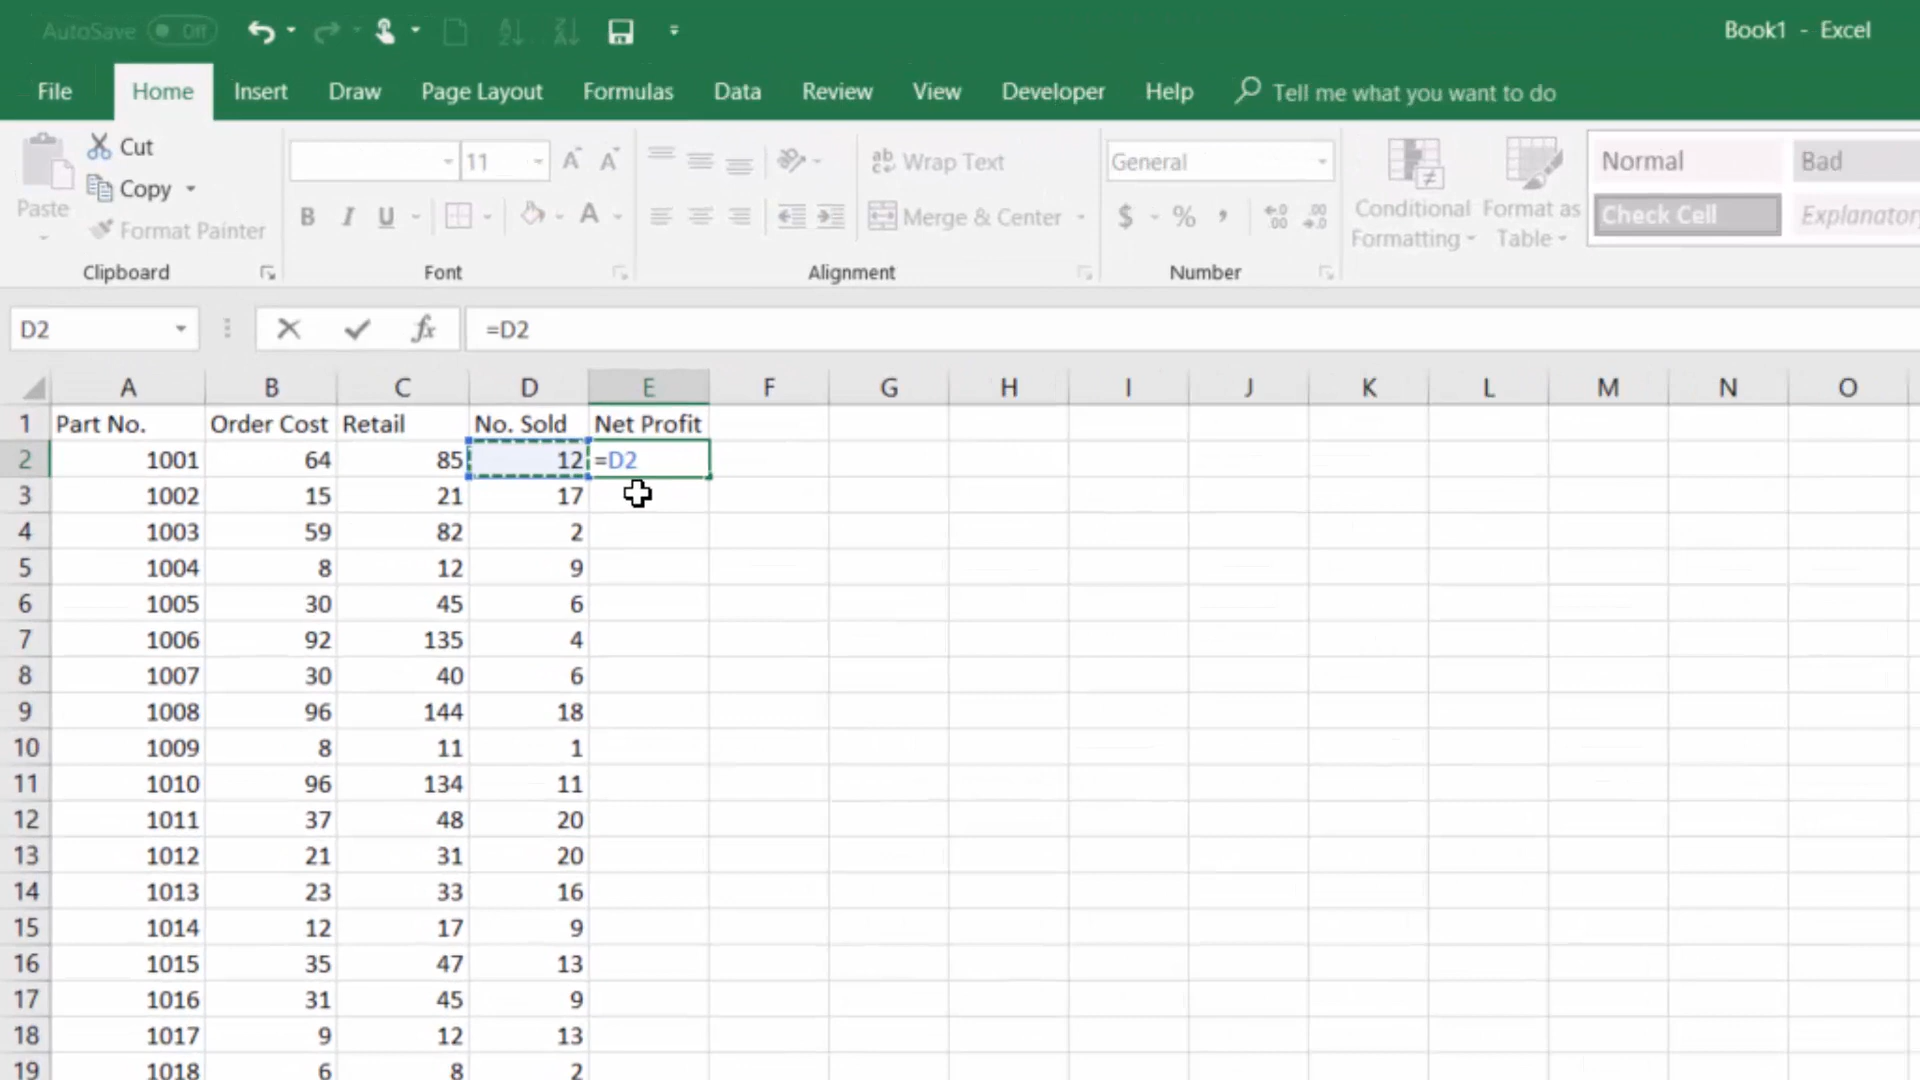 AutoSave Off
Book1 - Excel
File Home Insert Draw Page Layout Formulas Data Review View Developer Help Tell me what you want to do
Paste
Cut
Copy
Format Painter
Clipboard
11 A A
B I U A
Font
ab Wrap Text
Merge & Center
Alignment
General
$ % , .00 .00
Number
Conditional Formatting
Format as Table
Normal Bad
Check Cell Explanatory
D2 fx =D2
A B C D E F G H I J K L M N O
1 Part No. Order Cost Retail No. Sold Net Profit
2 1001 64 85 12 =D2
3 1002 15 21 17
4 1003 59 82 2
5 1004 8 12 9
6 1005 30 45 6
7 1006 92 135 4
8 1007 30 40 6
9 1008 96 144 18
10 1009 8 11 1
11 1010 96 134 11
12 1011 37 48 20
13 1012 21 31 20
14 1013 23 33 16
15 1014 12 17 9
16 1015 35 47 13
17 1016 31 45 9
18 1017 9 12 13
19 1018 6 8 2